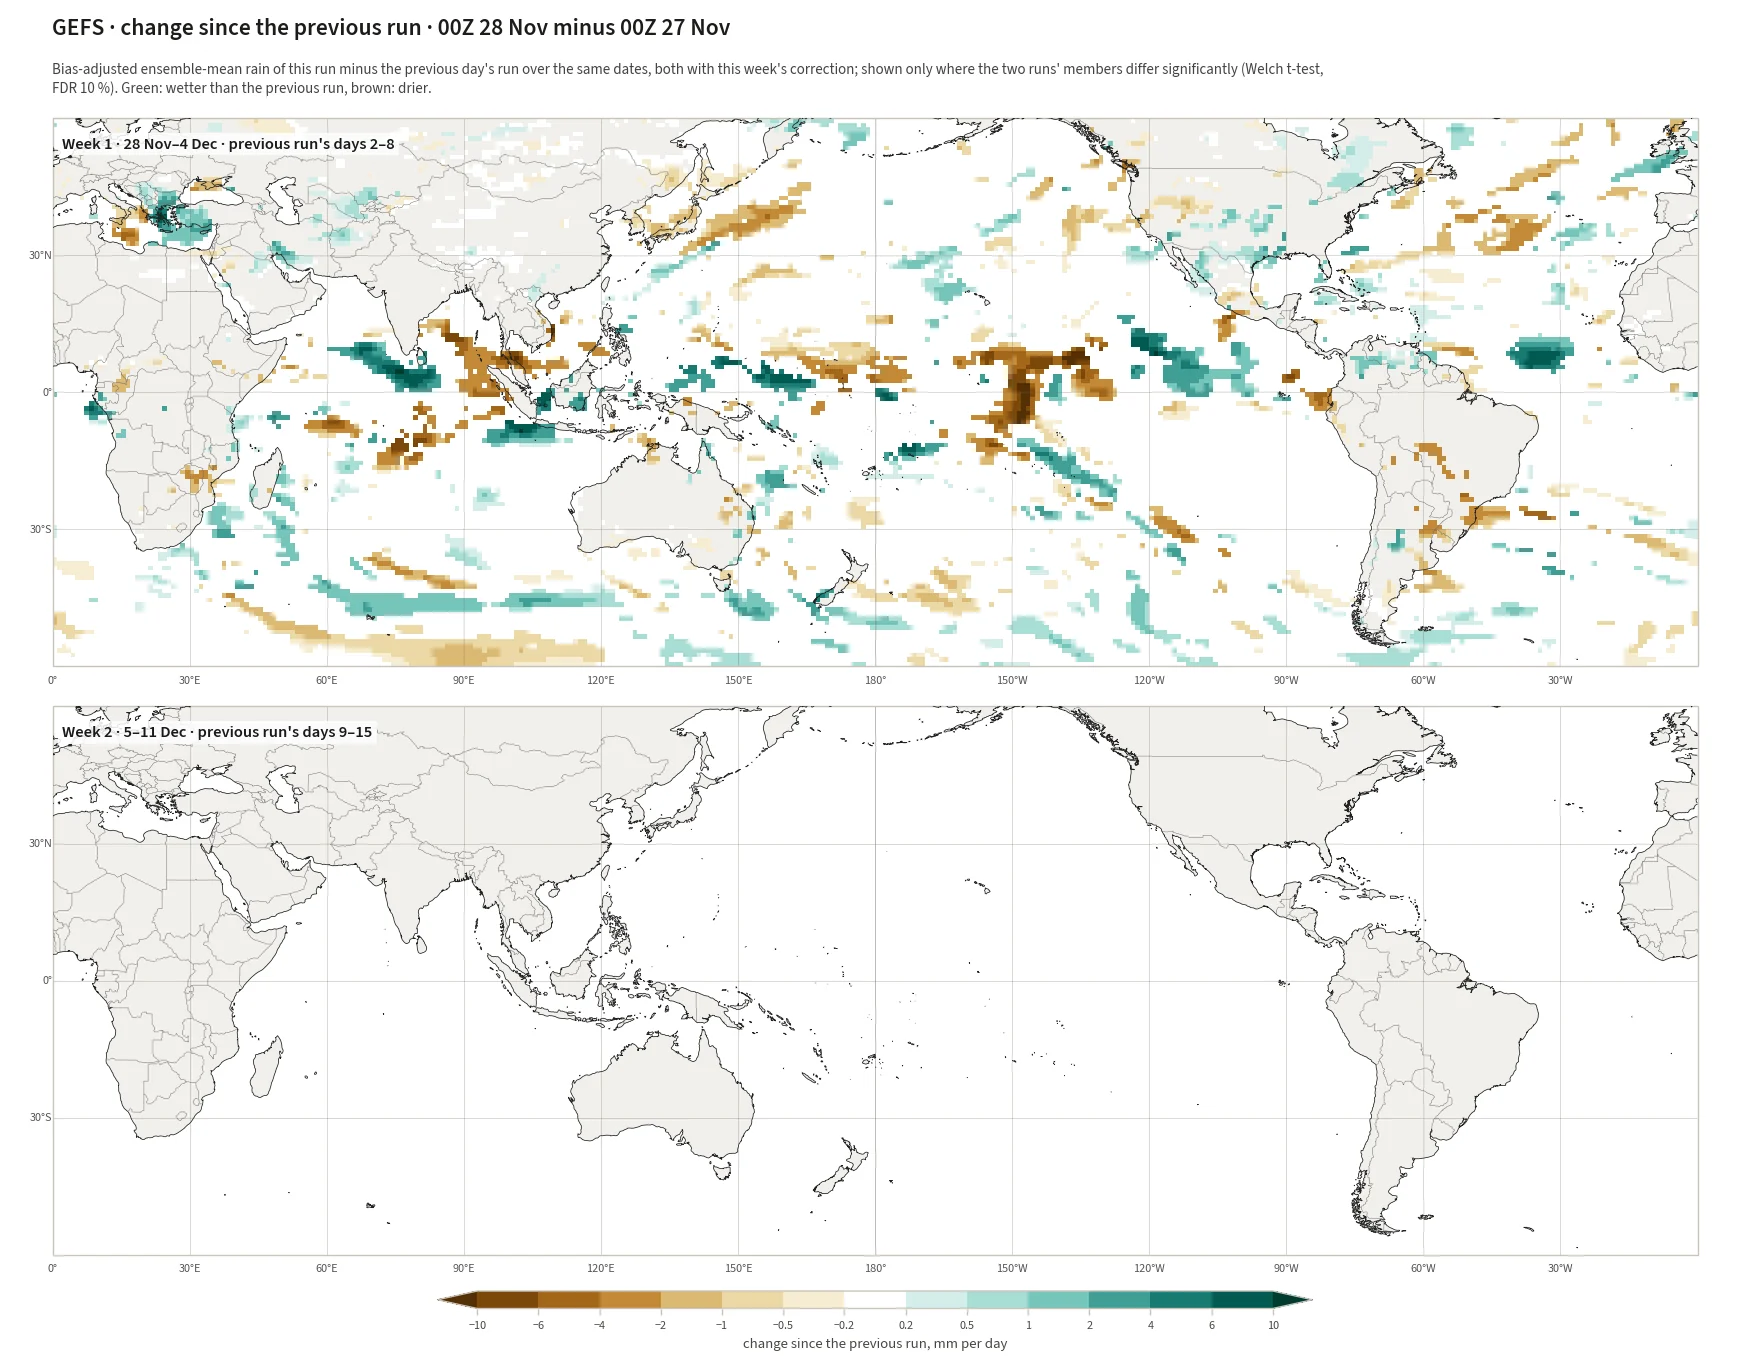 GEFS · change since the previous run · 00Z 28 Nov minus 00Z 27 Nov
Bias-adjusted ensemble-mean rain of this run minus the previous day's run over the same dates, both with this week's correction; shown only where the two runs' members differ significantly (Welch t-test,
FDR 10 %). Green: wetter than the previous run, brown: drier.
Week 1 · 28 Nov–4 Dec · previous run's days 2–8
30°N
0°
30°S
0° 30°E 60°E 90°E 120°E 150°E 180° 150°W 120°W 90°W 60°W 30°W
Week 2 · 5–11 Dec · previous run's days 9–15
30°N
0°
30°S
0° 30°E 60°E 90°E 120°E 150°E 180° 150°W 120°W 90°W 60°W 30°W
−10 −6 −4 −2 −1 −0.5 −0.2 0.2 0.5 1 2 4 6 10
change since the previous run, mm per day